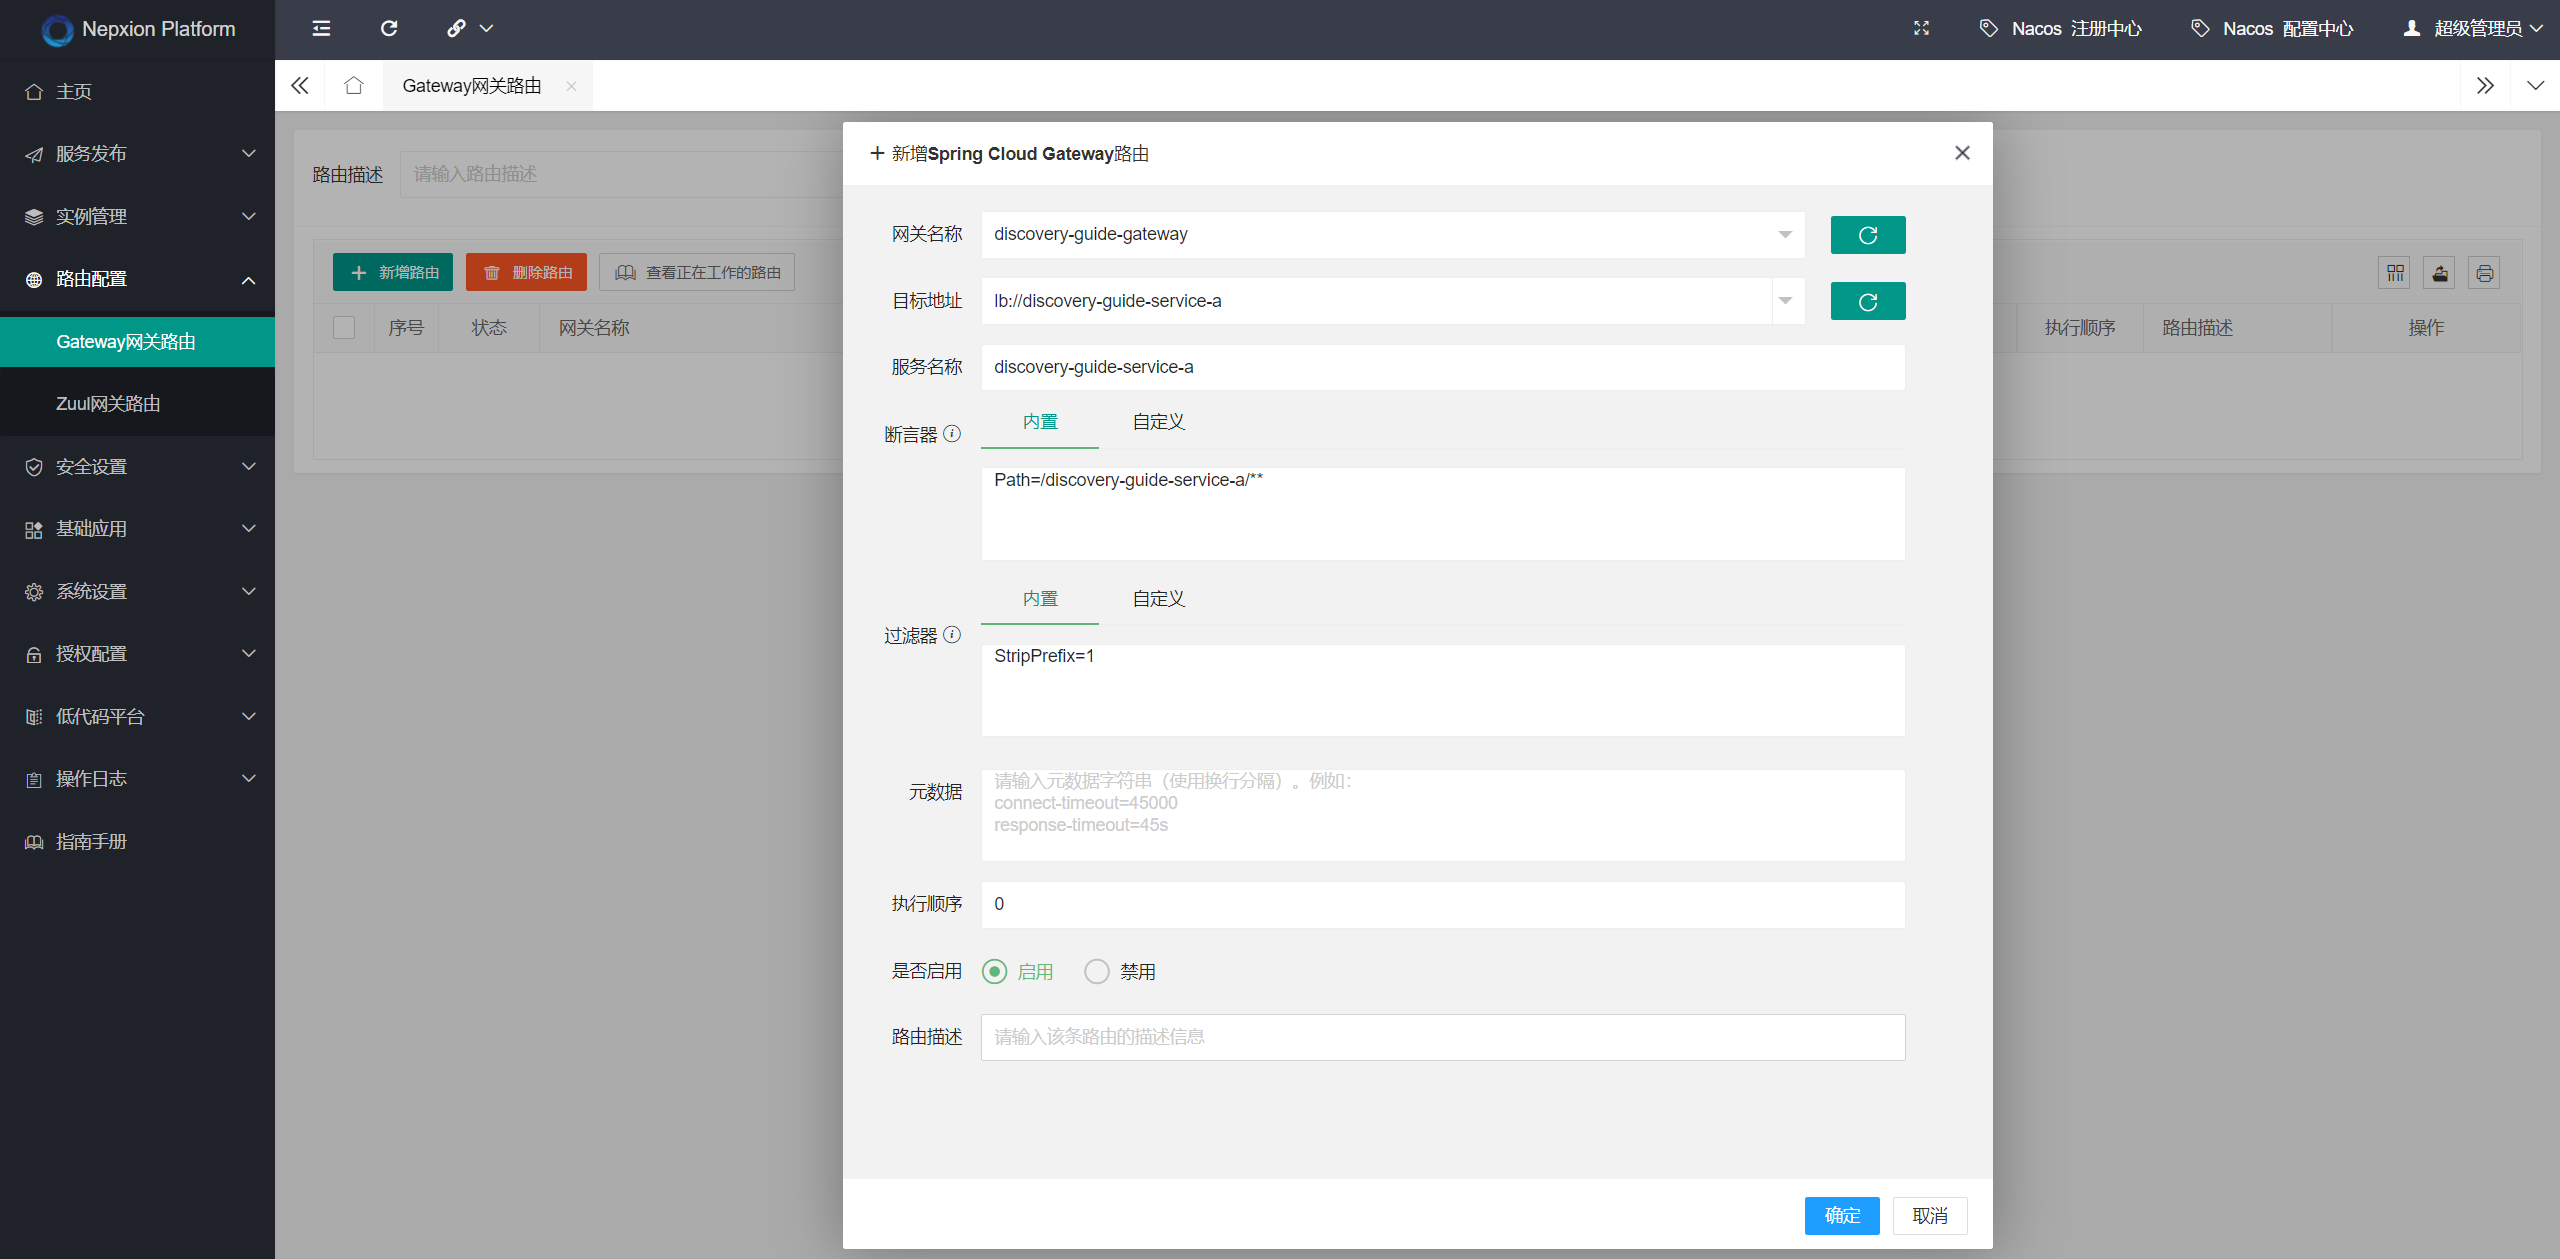 Nepxion Platform
Nacos 注册中心
Nacos 配置中心
超级管理员
主页
服务发布
实例管理
路由配置
Gateway网关路由
Zuul网关路由
安全设置
基础应用
系统设置
授权配置
低代码平台
操作日志
指南手册
Gateway网关路由
路由描述
请输入路由描述
新增路由
删除路由
查看正在工作的路由
序号
状态
网关名称
执行顺序
路由描述
操作
新增Spring Cloud Gateway路由
网关名称
discovery-guide-gateway
目标地址
lb://discovery-guide-service-a
服务名称
discovery-guide-service-a
断言器
内置
自定义
Path=/discovery-guide-service-a/**
过滤器
内置
自定义
StripPrefix=1
元数据
请输入元数据字符串（使用换行分隔）。例如：
connect-timeout=45000
response-timeout=45s
执行顺序
0
是否启用
启用
禁用
路由描述
请输入该条路由的描述信息
确定
取消